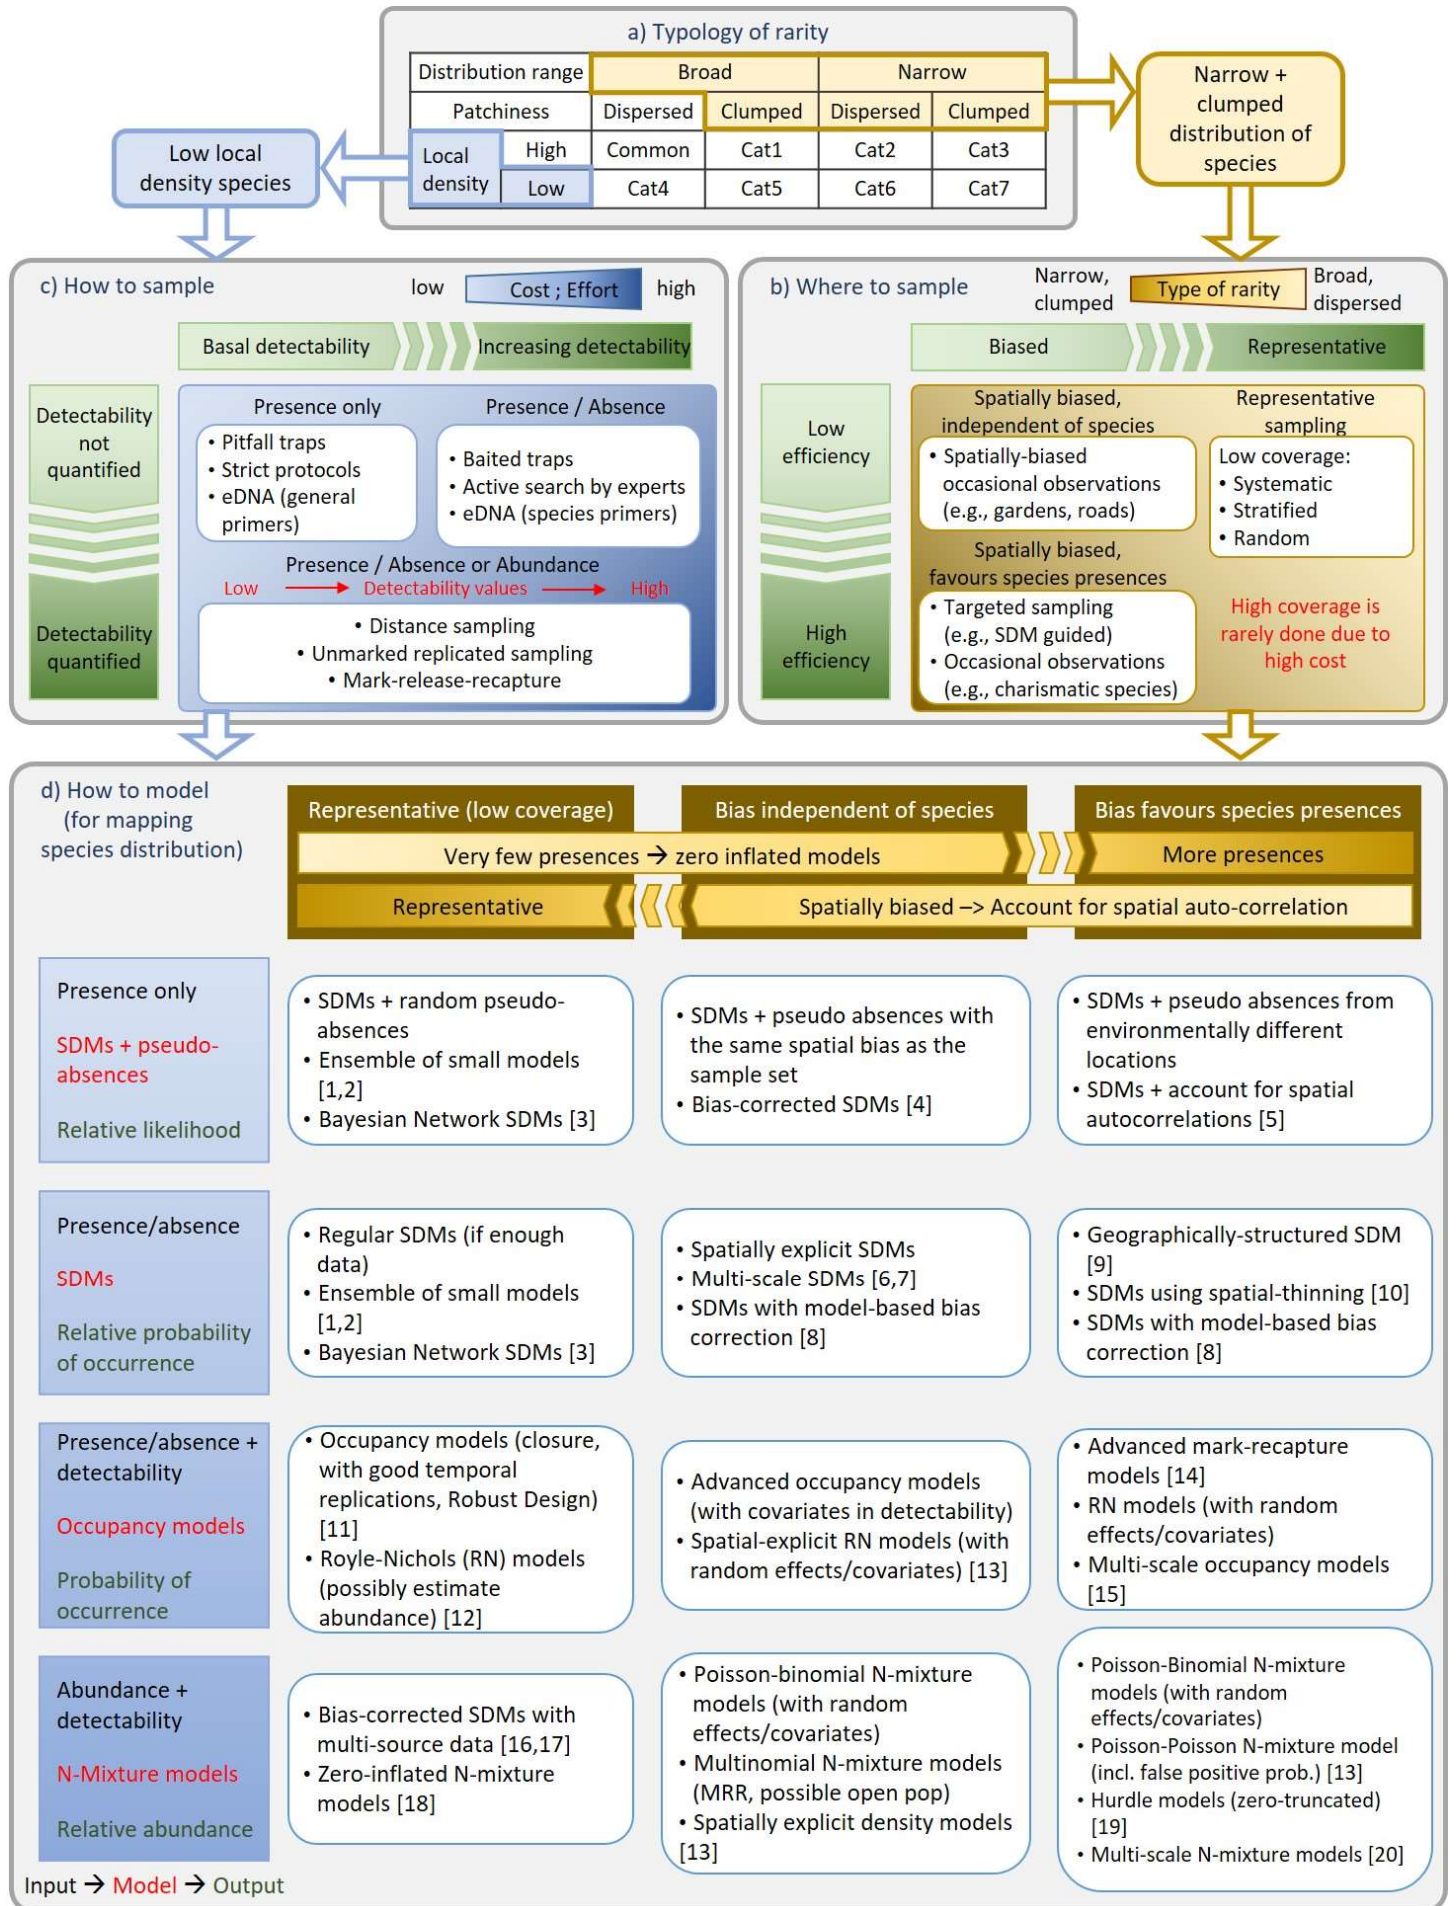 a) Typology of rarity
Distribution range Broad Narrow
Patchiness Dispersed Clumped Dispersed Clumped
Local
density
High Common Cat1 Cat2 Cat3
Low Cat4 Cat5 Cat6 Cat7
Low local
density species
Narrow +
clumped
distribution of
species
c) How to sample
low Cost ; Effort high
Basal detectability Increasing detectability
Detectability
not
quantified
Detectability
quantified
Presence only
• Pitfall traps
• Strict protocols
• eDNA (general
primers)
Presence / Absence
• Baited traps
• Active search by experts
• eDNA (species primers)
Presence / Absence or Abundance
Low → Detectability values → High
• Distance sampling
• Unmarked replicated sampling
• Mark-release-recapture
b) Where to sample
Narrow,
clumped
Type of rarity
Broad,
dispersed
Biased Representative
Low
efficiency
High
efficiency
Spatially biased,
independent of species
• Spatially-biased
occasional observations
(e.g., gardens, roads)
Representative
sampling
Low coverage:
• Systematic
• Stratified
• Random
Spatially biased,
favours species presences
• Targeted sampling
(e.g., SDM guided)
• Occasional observations
(e.g., charismatic species)
High coverage is
rarely done due to
high cost
d) How to model
(for mapping
species distribution)
Representative (low coverage) Bias independent of species Bias favours species presences
Very few presences → zero inflated models More presences
Representative Spatially biased –> Account for spatial auto-correlation
Presence only
SDMs + pseudo-
absences
Relative likelihood
• SDMs + random pseudo-
absences
• Ensemble of small models
[1,2]
• Bayesian Network SDMs [3]
• SDMs + pseudo absences with
the same spatial bias as the
sample set
• Bias-corrected SDMs [4]
• SDMs + pseudo absences from
environmentally different
locations
• SDMs + account for spatial
autocorrelations [5]
Presence/absence
SDMs
Relative probability
of occurrence
• Regular SDMs (if enough
data)
• Ensemble of small models
[1,2]
• Bayesian Network SDMs [3]
• Spatially explicit SDMs
• Multi-scale SDMs [6,7]
• SDMs with model-based bias
correction [8]
• Geographically-structured SDM
[9]
• SDMs using spatial-thinning [10]
• SDMs with model-based bias
correction [8]
Presence/absence +
detectability
Occupancy models
Probability of
occurrence
• Occupancy models (closure,
with good temporal
replications, Robust Design)
[11]
• Royle-Nichols (RN) models
(possibly estimate
abundance) [12]
• Advanced occupancy models
(with covariates in detectability)
• Spatial-explicit RN models (with
random effects/covariates) [13]
• Advanced mark-recapture
models [14]
• RN models (with random
effects/covariates)
• Multi-scale occupancy models
[15]
Abundance +
detectability
N-Mixture models
Relative abundance
• Bias-corrected SDMs with
multi-source data [16,17]
• Zero-inflated N-mixture
models [18]
• Poisson-binomial N-mixture
models (with random
effects/covariates)
• Multinomial N-mixture models
(MRR, possible open pop)
• Spatially explicit density models
[13]
• Poisson-Binomial N-mixture
models (with random
effects/covariates)
• Poisson-Poisson N-mixture model
(incl. false positive prob.) [13]
• Hurdle models (zero-truncated)
[19]
• Multi-scale N-mixture models [20]
Input → Model → Output